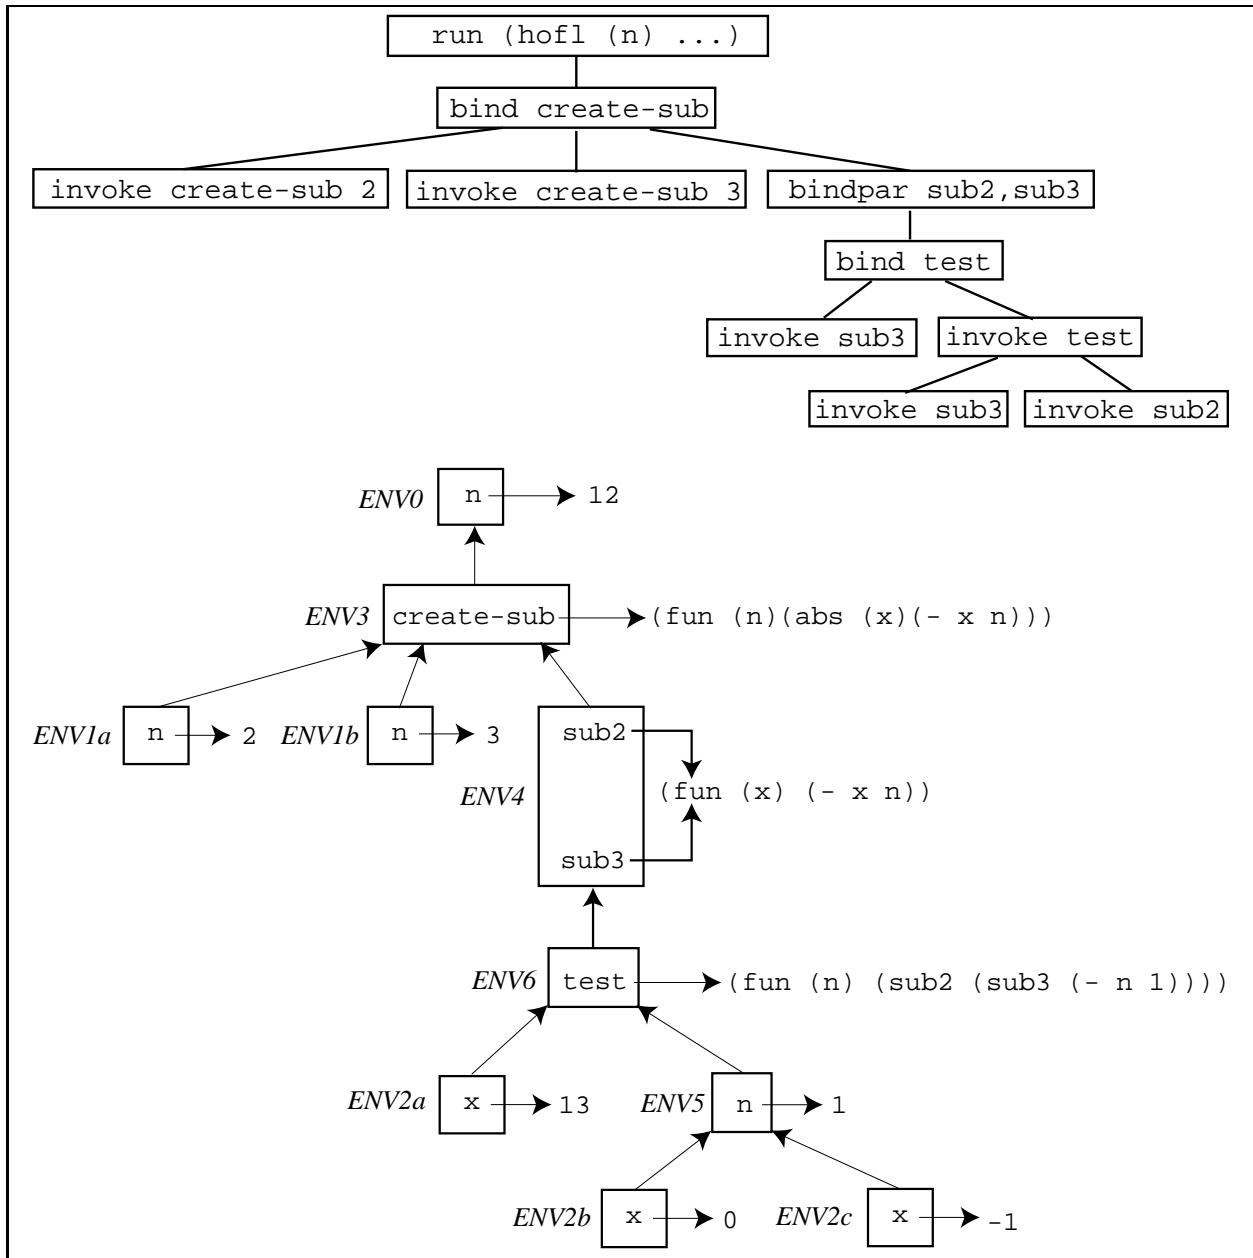 run (hofl (n) ...)
bind create-sub
invoke create-sub 2
invoke create-sub 3
bindpar sub2,sub3
bind test
invoke sub3
invoke test
invoke sub3
invoke sub2
ENV0 n 12
ENV3 create-sub (fun (n)(abs (x)(- x n)))
ENV1a n 2
ENV1b n 3
sub2
ENV4 (fun (x) (- x n))
sub3
ENV6 test (fun (n) (sub2 (sub3 (- n 1))))
ENV2a x 13
ENV5 n 1
ENV2b x 0
ENV2c x -1